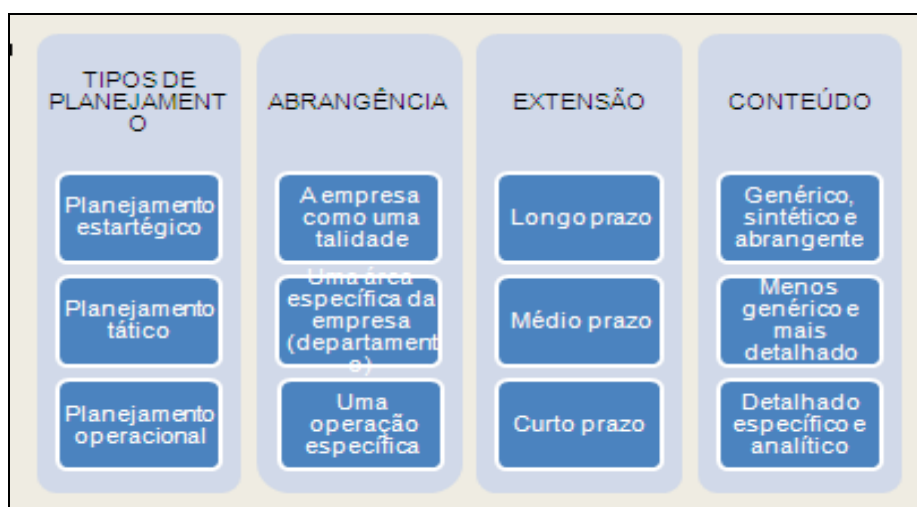 TIPOS DE
PLANEJAMENT
O
Planejamento
estartégico
Planejamento
tático
Planejamento
operacional
ABRANGÊNCIA
A empresa
como uma
talidade
Uma área
específica da
empresa
(departament
o)
Uma
operação
específica
EXTENSÃO
Longo prazo
Médio prazo
Curto prazo
CONTEÚDO
Genérico,
sintético e
abrangente
Menos
genérico e
mais
detalhado
Detalhado
específico e
analítico